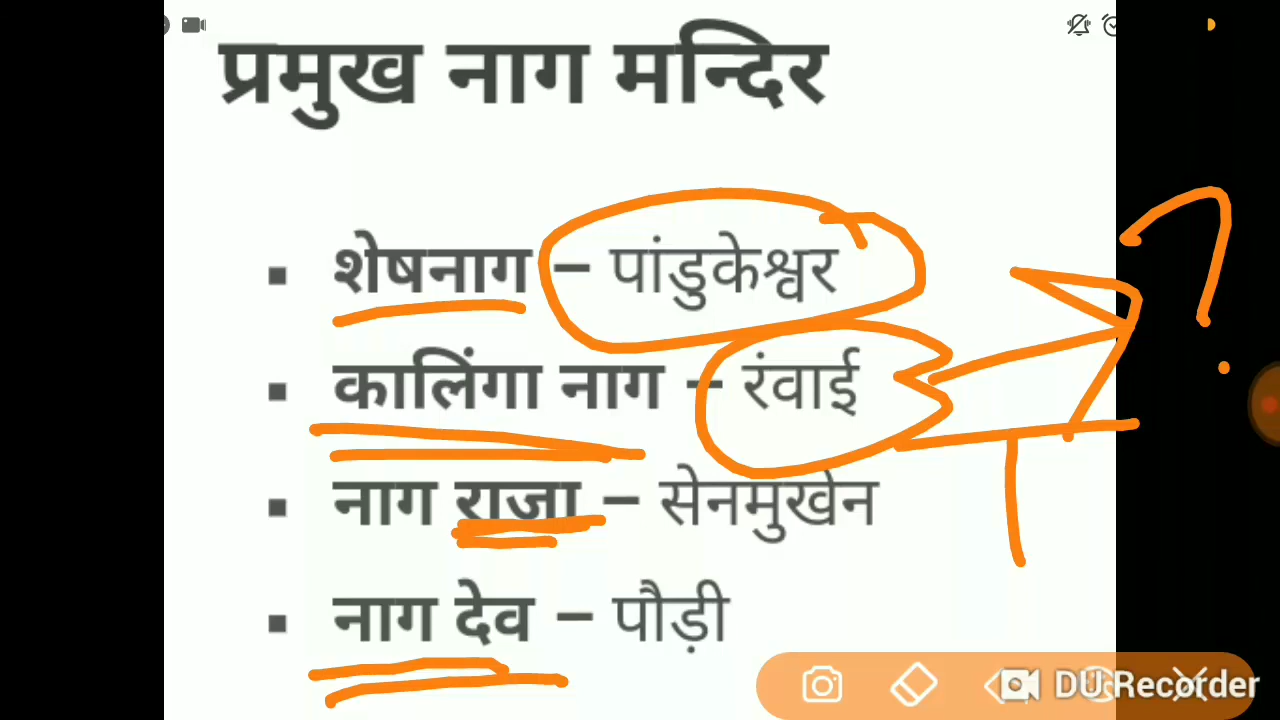 प्रमुख नाग मन्दिर
▪ शेषनाग – पांडुकेश्वर
▪ कालिंगा नाग – रंवाई
▪ नाग राजा – सेनमुखेन
▪ नाग देव – पौड़ी
?
DU Recorder